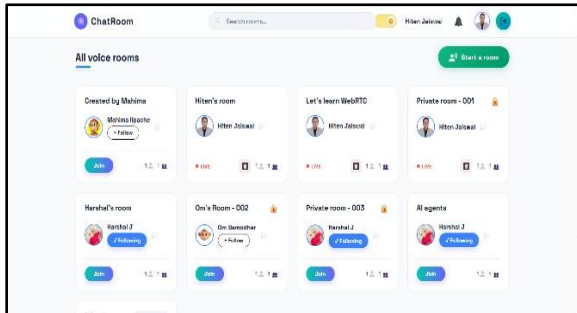 ChatRoom
Search rooms...
Hiten Jaiswal
All voice rooms
Start a room
Created by Mahima
Mahima Ilpache
+ Follow
Join
Hiten's room
Hiten Jaiswal
LIVE
Let's learn WebRTC
Hiten Jaiswal
LIVE
Private room - 001
Hiten Jaiswal
LIVE
Harshal's room
Harshal J
✓ Following
Join
Om's Room - 002
Om Damodhar
+ Follow
Join
Private room - 003
Harshal J
✓ Following
Join
AI agents
Harshal J
✓ Following
Join